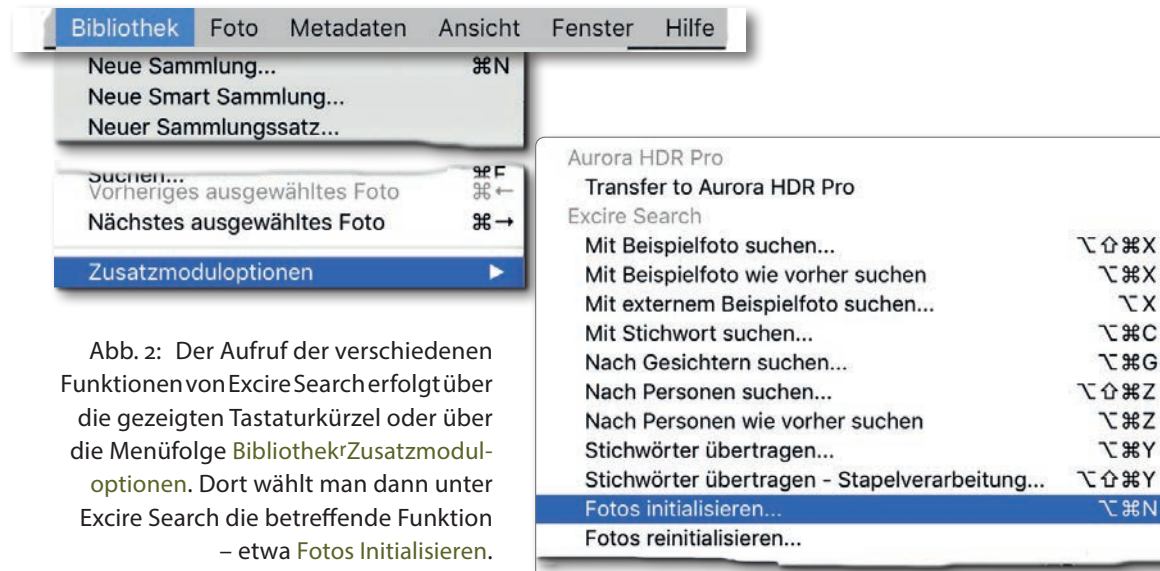 Bibliothek Foto Metadaten Ansicht Fenster Hilfe
Neue Sammlung... ⌘N
Neue Smart Sammlung...
Neuer Sammlungssatz...
Suchen... ⌘F
Vorheriges ausgewähltes Foto ⌘←
Nächstes ausgewähltes Foto ⌘→
Zusatzmoduloptionen ▶
Aurora HDR Pro
Transfer to Aurora HDR Pro
Excire Search
Mit Beispielfoto suchen... ⌥⇧⌘X
Mit Beispielfoto wie vorher suchen ⌥⌘X
Mit externem Beispielfoto suchen... ⌥X
Mit Stichwort suchen... ⌥⌘C
Nach Gesichtern suchen... ⌥⌘G
Nach Personen suchen... ⌥⇧⌘Z
Nach Personen wie vorher suchen ⌥⌘Z
Stichwörter übertragen... ⌥⌘Y
Stichwörter übertragen - Stapelverarbeitung... ⌥⇧⌘Y
Fotos initialisieren... ⌥⌘N
Fotos reinitialisieren...
Abb. 2: Der Aufruf der verschiedenen
Funktionen von Excire Search erfolgt über
die gezeigten Tastaturkürzel oder über
die Menüfolge BibliothekrZusatzmodul-
optionen. Dort wählt man dann unter
Excire Search die betreffende Funktion
– etwa Fotos Initialisieren.